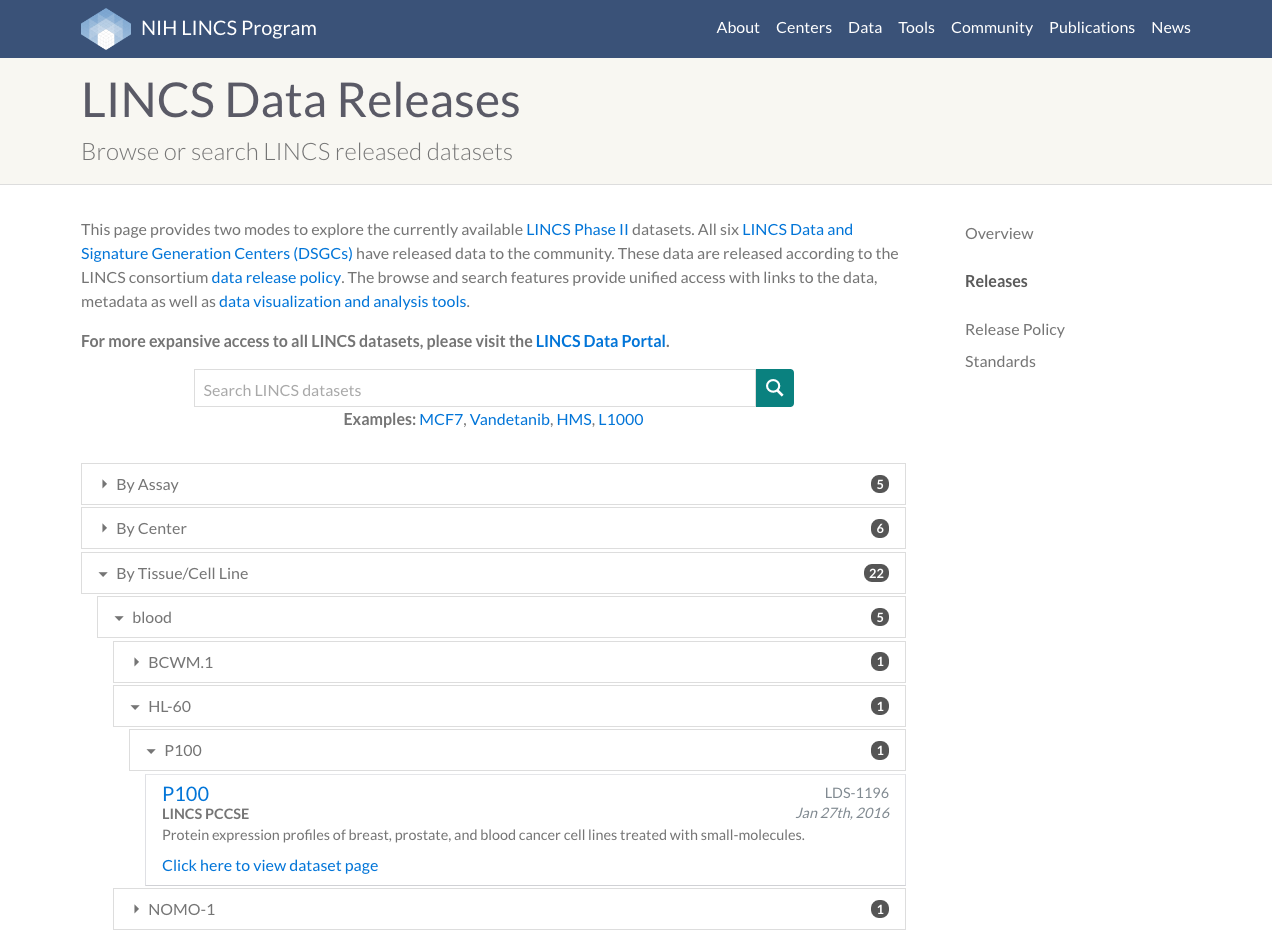 NIH LINCS Program
About Centers Data Tools Community Publications News
LINCS Data Releases
Browse or search LINCS released datasets
This page provides two modes to explore the currently available LINCS Phase II datasets. All six LINCS Data and
Signature Generation Centers (DSGCs) have released data to the community. These data are released according to the
LINCS consortium data release policy. The browse and search features provide unified access with links to the data,
metadata as well as data visualization and analysis tools.
For more expansive access to all LINCS datasets, please visit the LINCS Data Portal.
Search LINCS datasets
Examples: MCF7, Vandetanib, HMS, L1000
By Assay 5
By Center 6
By Tissue/Cell Line 22
blood 5
BCWM.1 1
HL-60 1
P100 1
P100 LDS-1196
LINCS PCCSE Jan 27th, 2016
Protein expression profiles of breast, prostate, and blood cancer cell lines treated with small-molecules.
Click here to view dataset page
NOMO-1 1
Overview
Releases
Release Policy
Standards